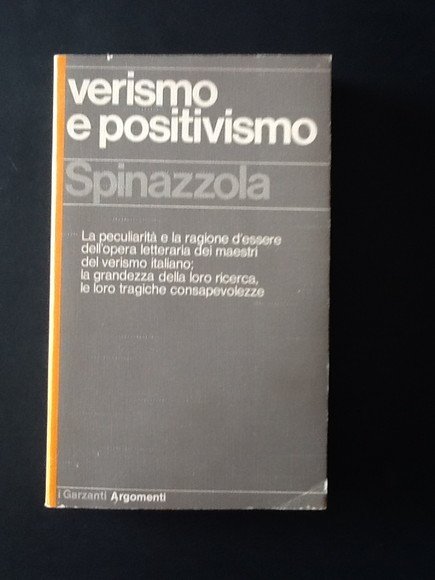 verismo
e positivismo
Spinazzola
La peculiarità e la ragione d'essere
dell'opera letteraria dei maestri
del verismo italiano;
la grandezza della loro ricerca,
le loro tragiche consapevolezze
i Garzanti Argomenti